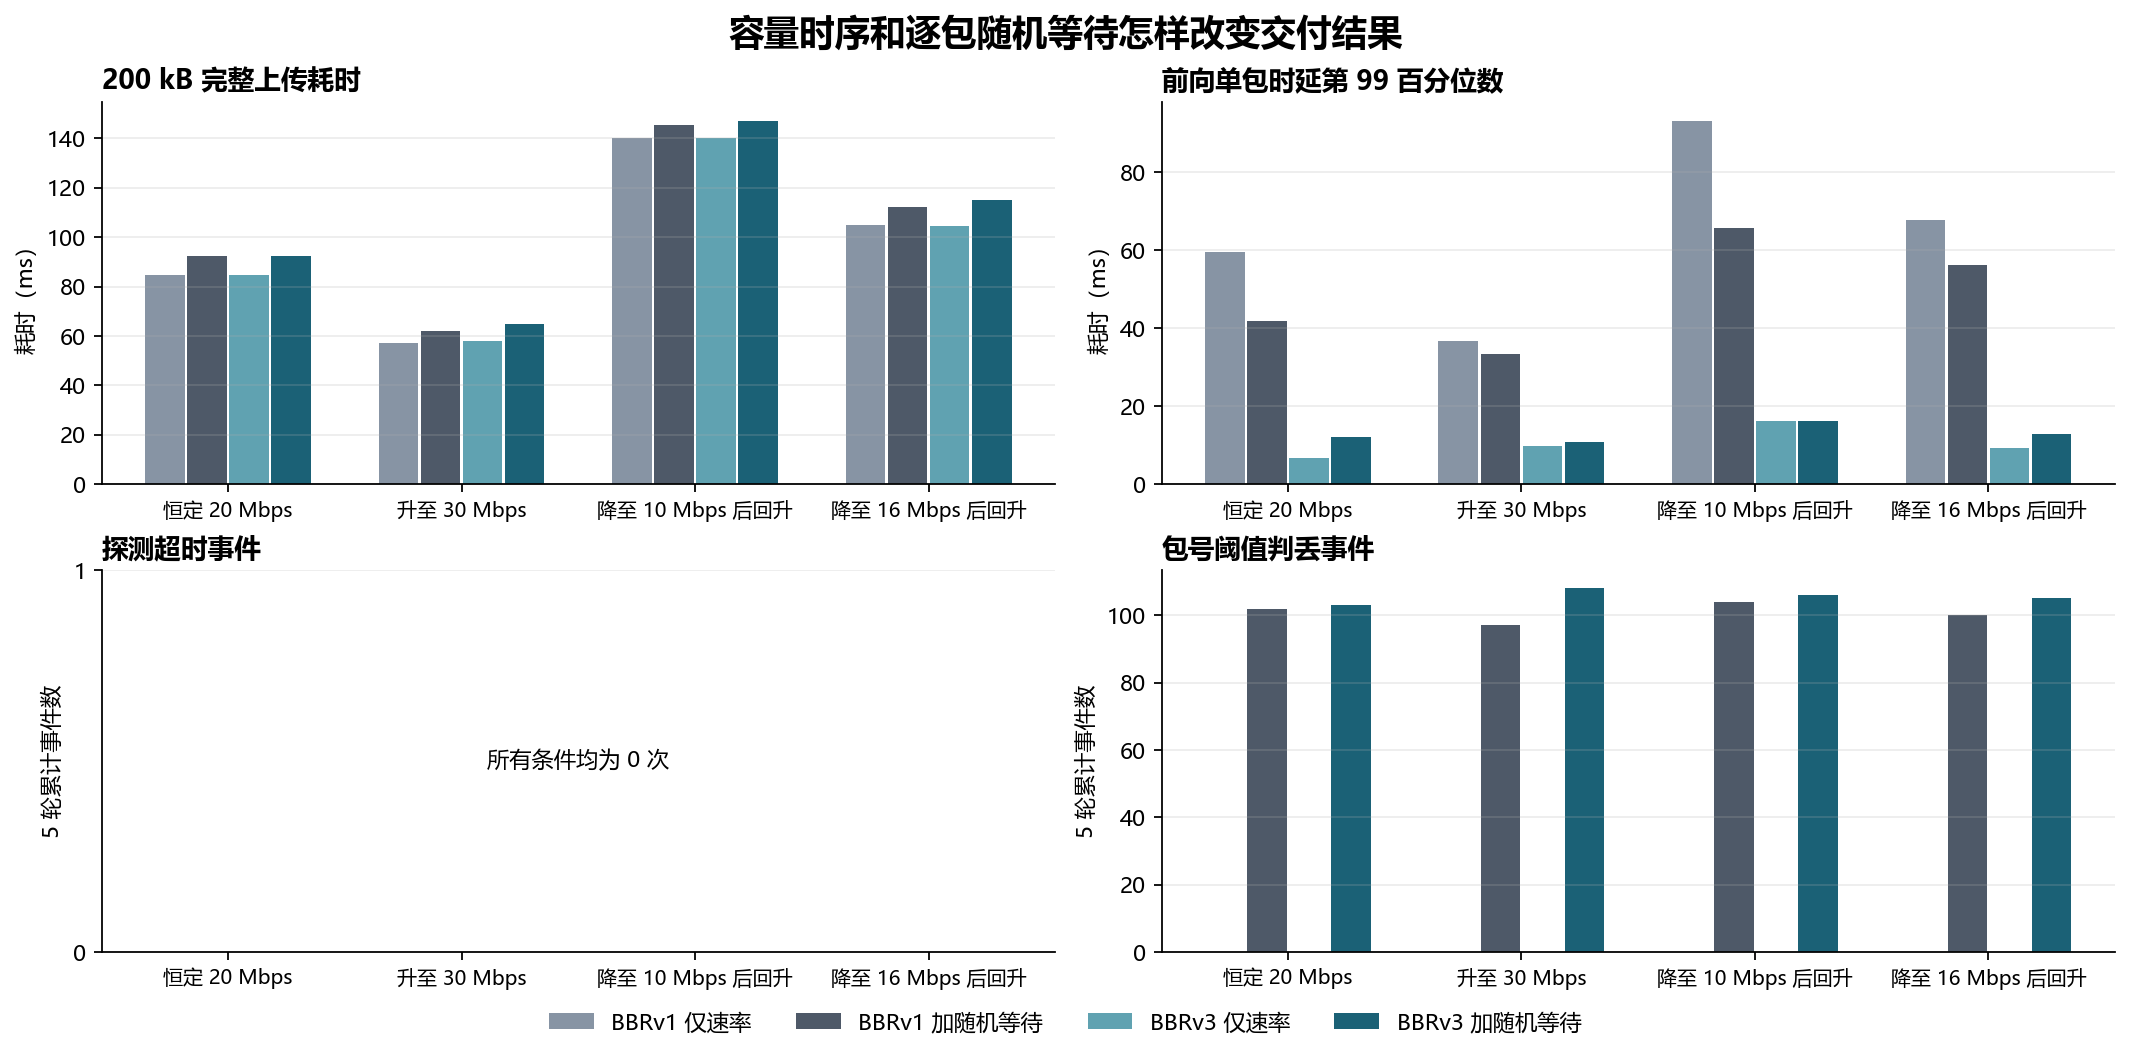 容量时序和逐包随机等待怎样改变交付结果
200 kB 完整上传耗时
耗时（ms）
140
120
100
80
60
40
20
0
恒定 20 Mbps
升至 30 Mbps
降至 10 Mbps 后回升
降至 16 Mbps 后回升
前向单包时延第 99 百分位数
耗时（ms）
80
60
40
20
0
恒定 20 Mbps
升至 30 Mbps
降至 10 Mbps 后回升
降至 16 Mbps 后回升
探测超时事件
5 轮累计事件数
1
0
所有条件均为 0 次
恒定 20 Mbps
升至 30 Mbps
降至 10 Mbps 后回升
降至 16 Mbps 后回升
包号阈值判丢事件
5 轮累计事件数
100
80
60
40
20
0
恒定 20 Mbps
升至 30 Mbps
降至 10 Mbps 后回升
降至 16 Mbps 后回升
BBRv1 仅速率
BBRv1 加随机等待
BBRv3 仅速率
BBRv3 加随机等待